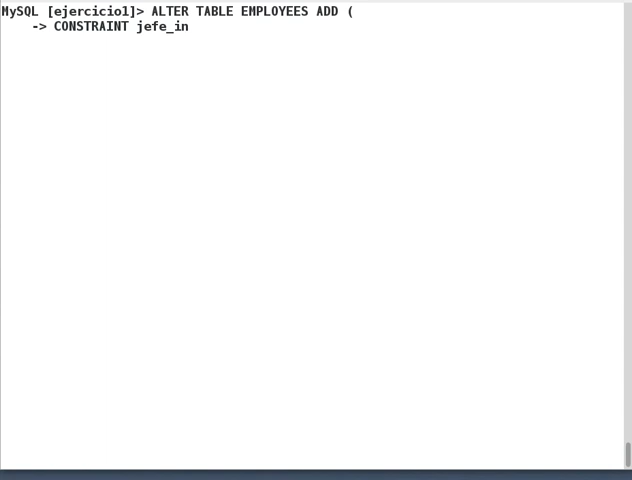 MySQL [ejercicio1]> ALTER TABLE EMPLOYEES ADD (
    -> CONSTRAINT jefe_in